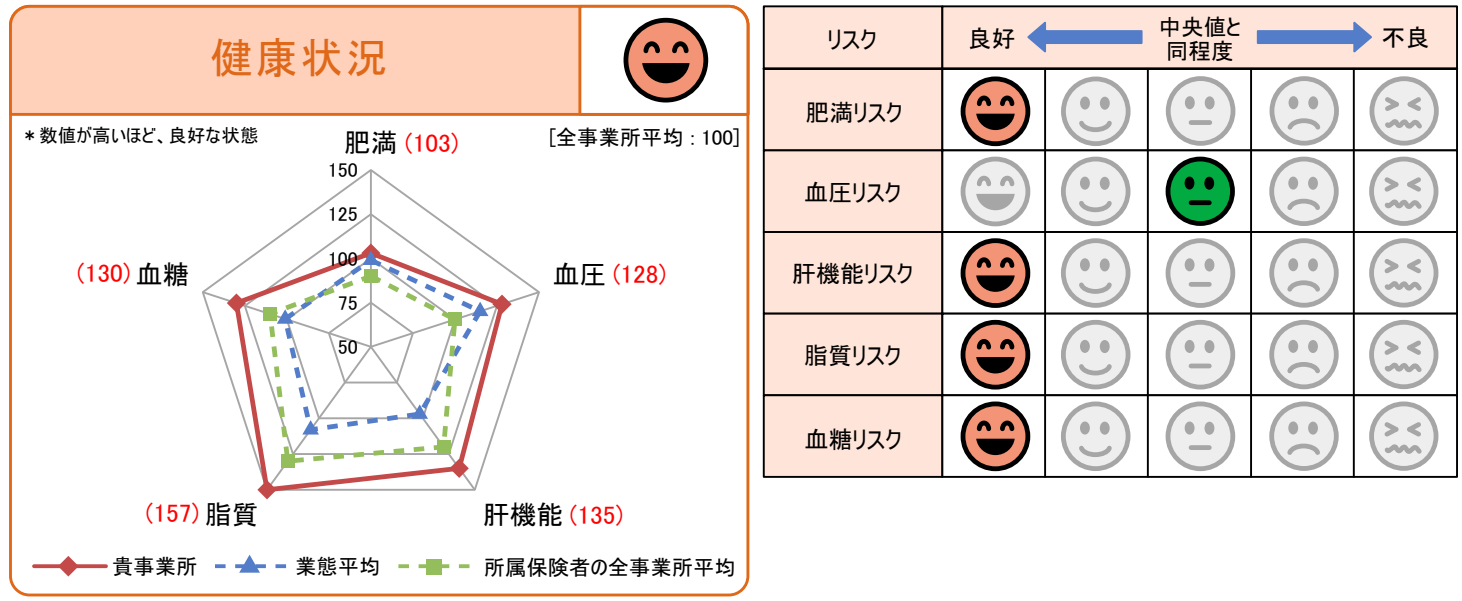 健康状況
* 数値が高いほど、良好な状態
[全事業所平均 : 100]
肥満 (103)
150
125
100
75
50
(130) 血糖
血圧 (128)
(157) 脂質
肝機能 (135)
貴事業所
業態平均
所属保険者の全事業所平均
リスク
良好
中央値と
同程度
不良
肥満リスク
血圧リスク
肝機能リスク
脂質リスク
血糖リスク